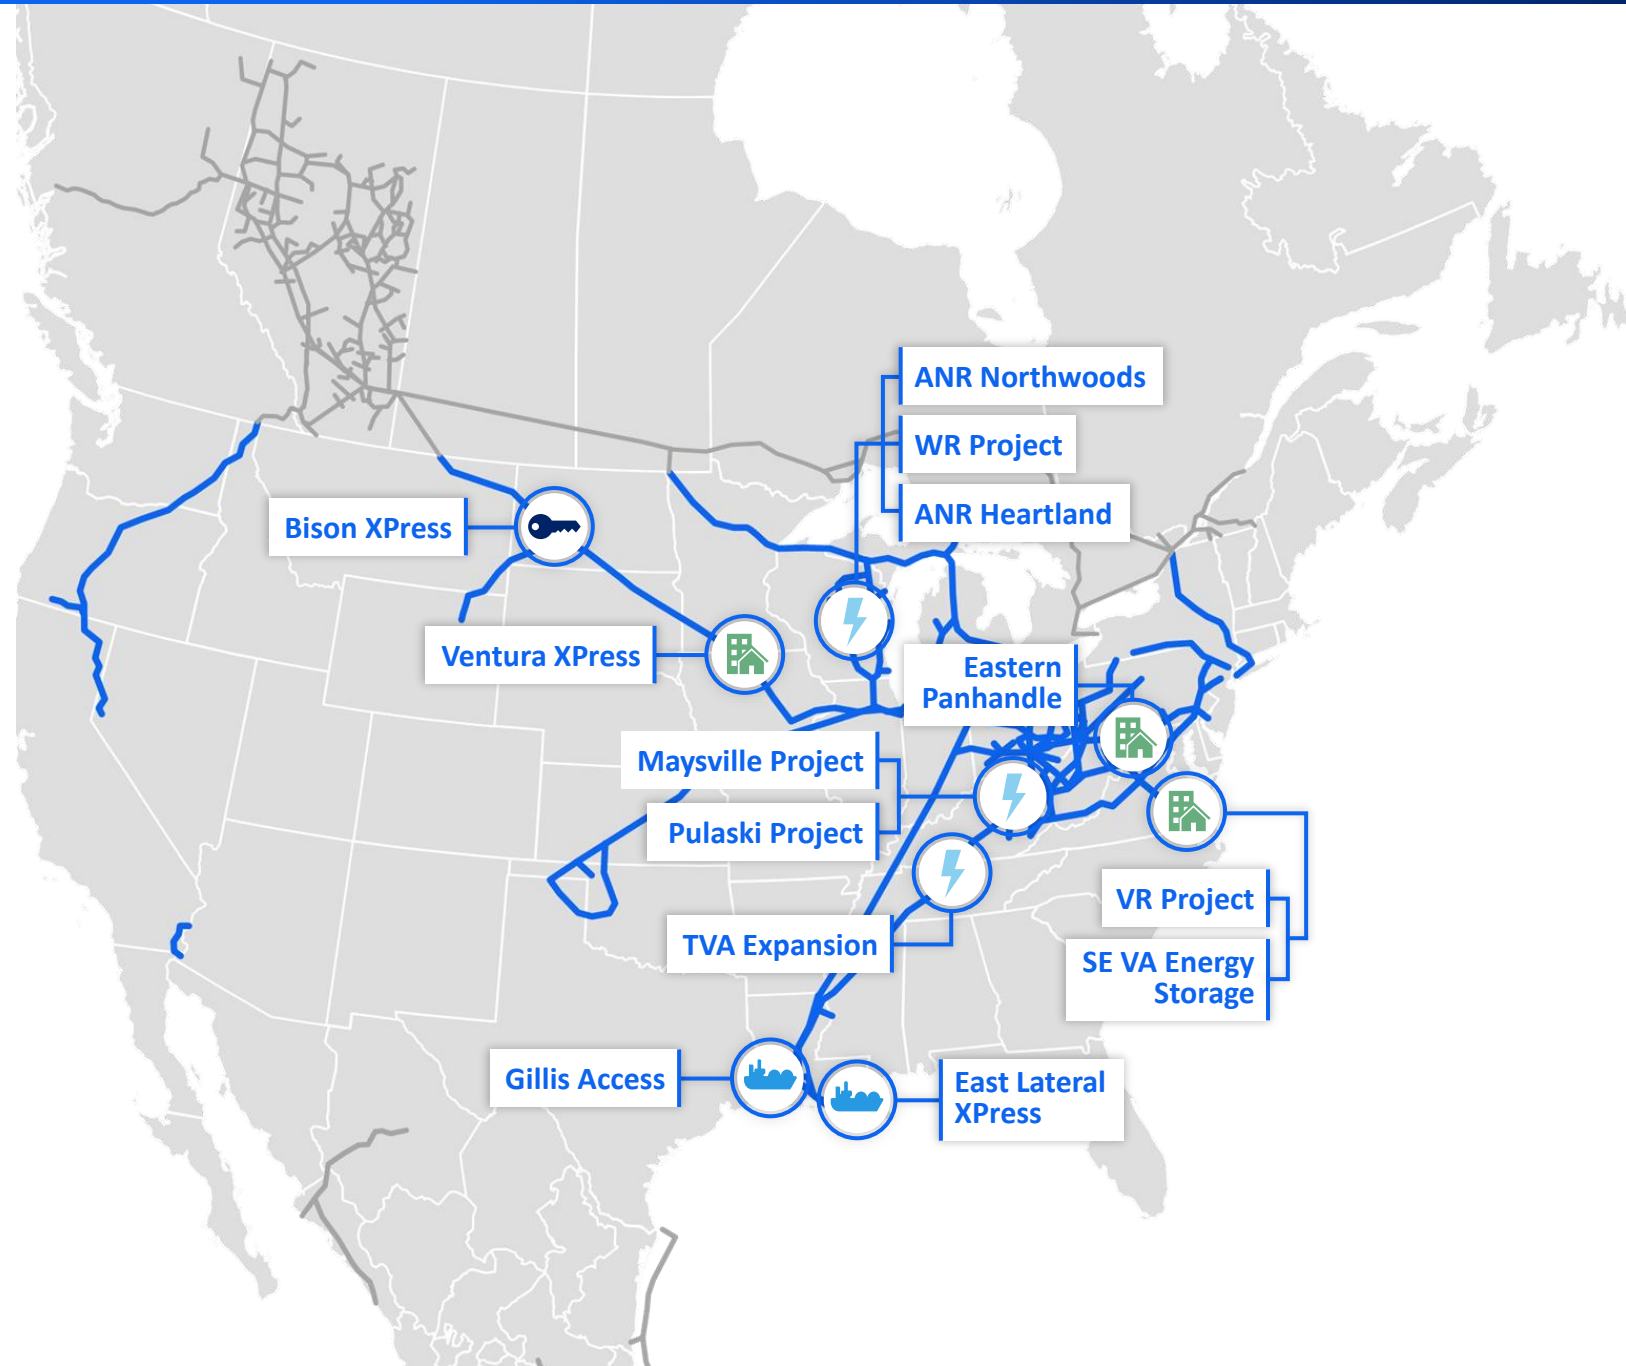 ANR Northwoods
WR Project
ANR Heartland
Bison XPress
Ventura XPress
Eastern
Panhandle
Maysville Project
Pulaski Project
VR Project
TVA Expansion
SE VA Energy
Storage
Gillis Access
East Lateral
XPress